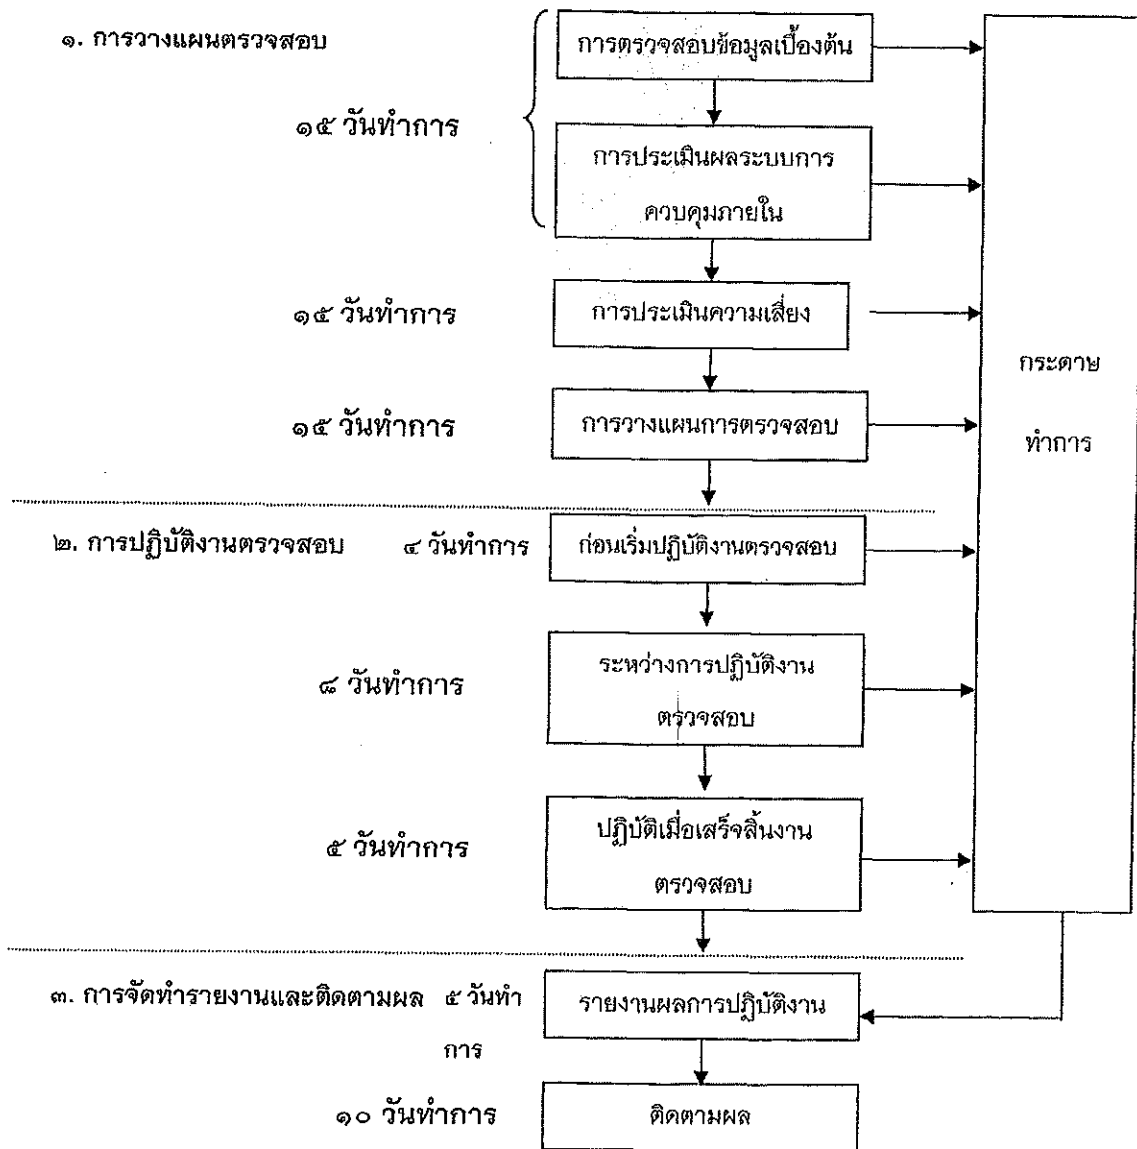 ๑. การวางแผนตรวจสอบ
การตรวจสอบข้อมูลเบื้องต้น
๑๕ วันทำการ
การประเมินผลระบบการ
ควบคุมภายใน
๑๕ วันทำการ
การประเมินความเสี่ยง
กระดาษ
ทำการ
๑๕ วันทำการ
การวางแผนการตรวจสอบ
๒. การปฏิบัติงานตรวจสอบ ๔ วันทำการ
ก่อนเริ่มปฏิบัติงานตรวจสอบ
๘ วันทำการ
ระหว่างการปฏิบัติงาน
ตรวจสอบ
๕ วันทำการ
ปฏิบัติเมื่อเสร็จสิ้นงาน
ตรวจสอบ
๓. การจัดทำรายงานและติดตามผล ๕ วันทำ
การ
รายงานผลการปฏิบัติงาน
๑๐ วันทำการ
ติดตามผล